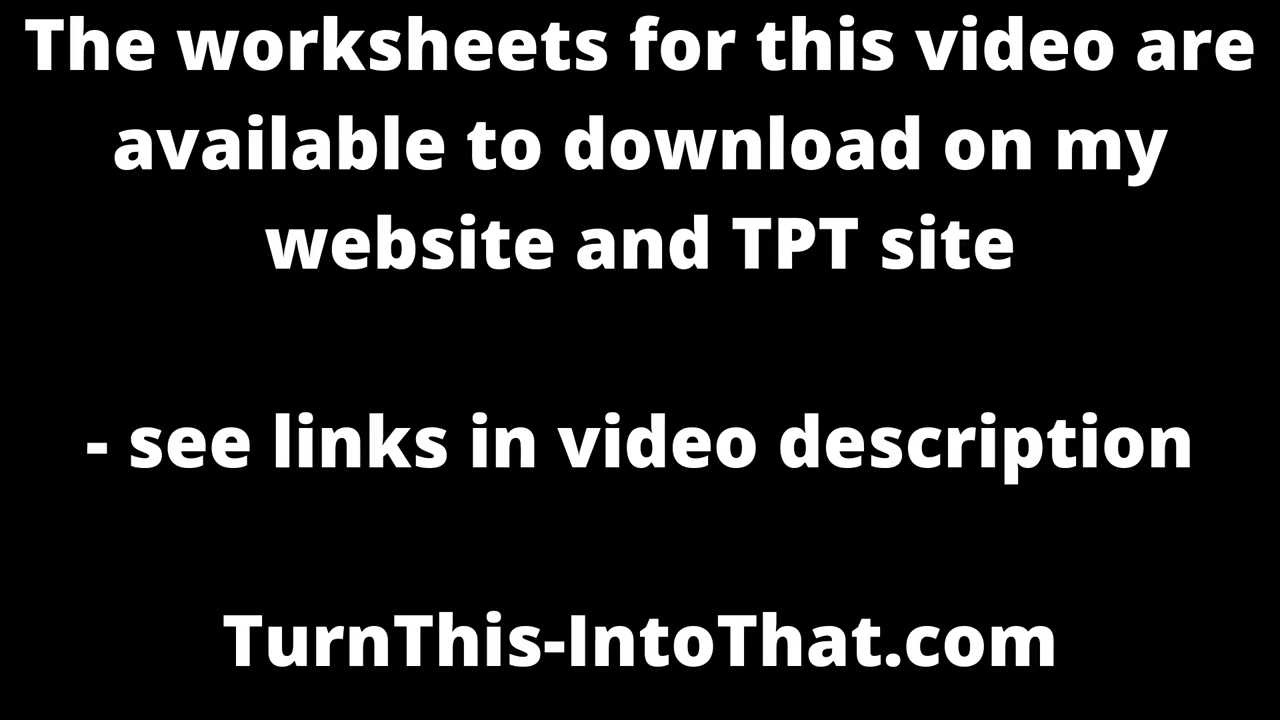 The worksheets for this video are
available to download on my
website and TPT site
- see links in video description
TurnThis-IntoThat.com